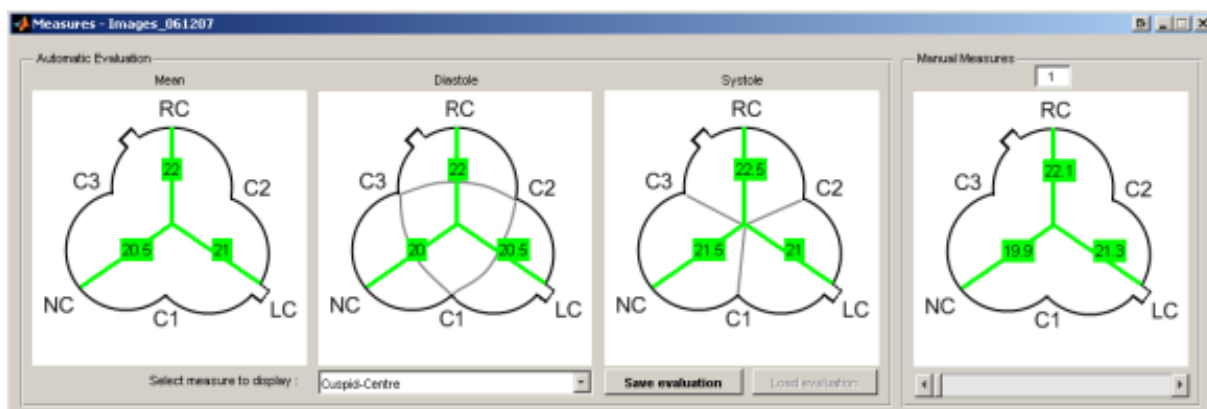 Measures - Images_061207
Automatic Evaluation
Manual Measures
Mean
Diastole
Systole
1
RC
22
C3
C2
20.5
21
NC
C1
LC
RC
22
C3
C2
20
20.5
NC
C1
LC
RC
22.5
C3
C2
21.5
21
NC
C1
LC
RC
22.1
19.9
21.3
NC
LC
Select measure to display :
Cuspid-Centre
Save evaluation
Load evaluation